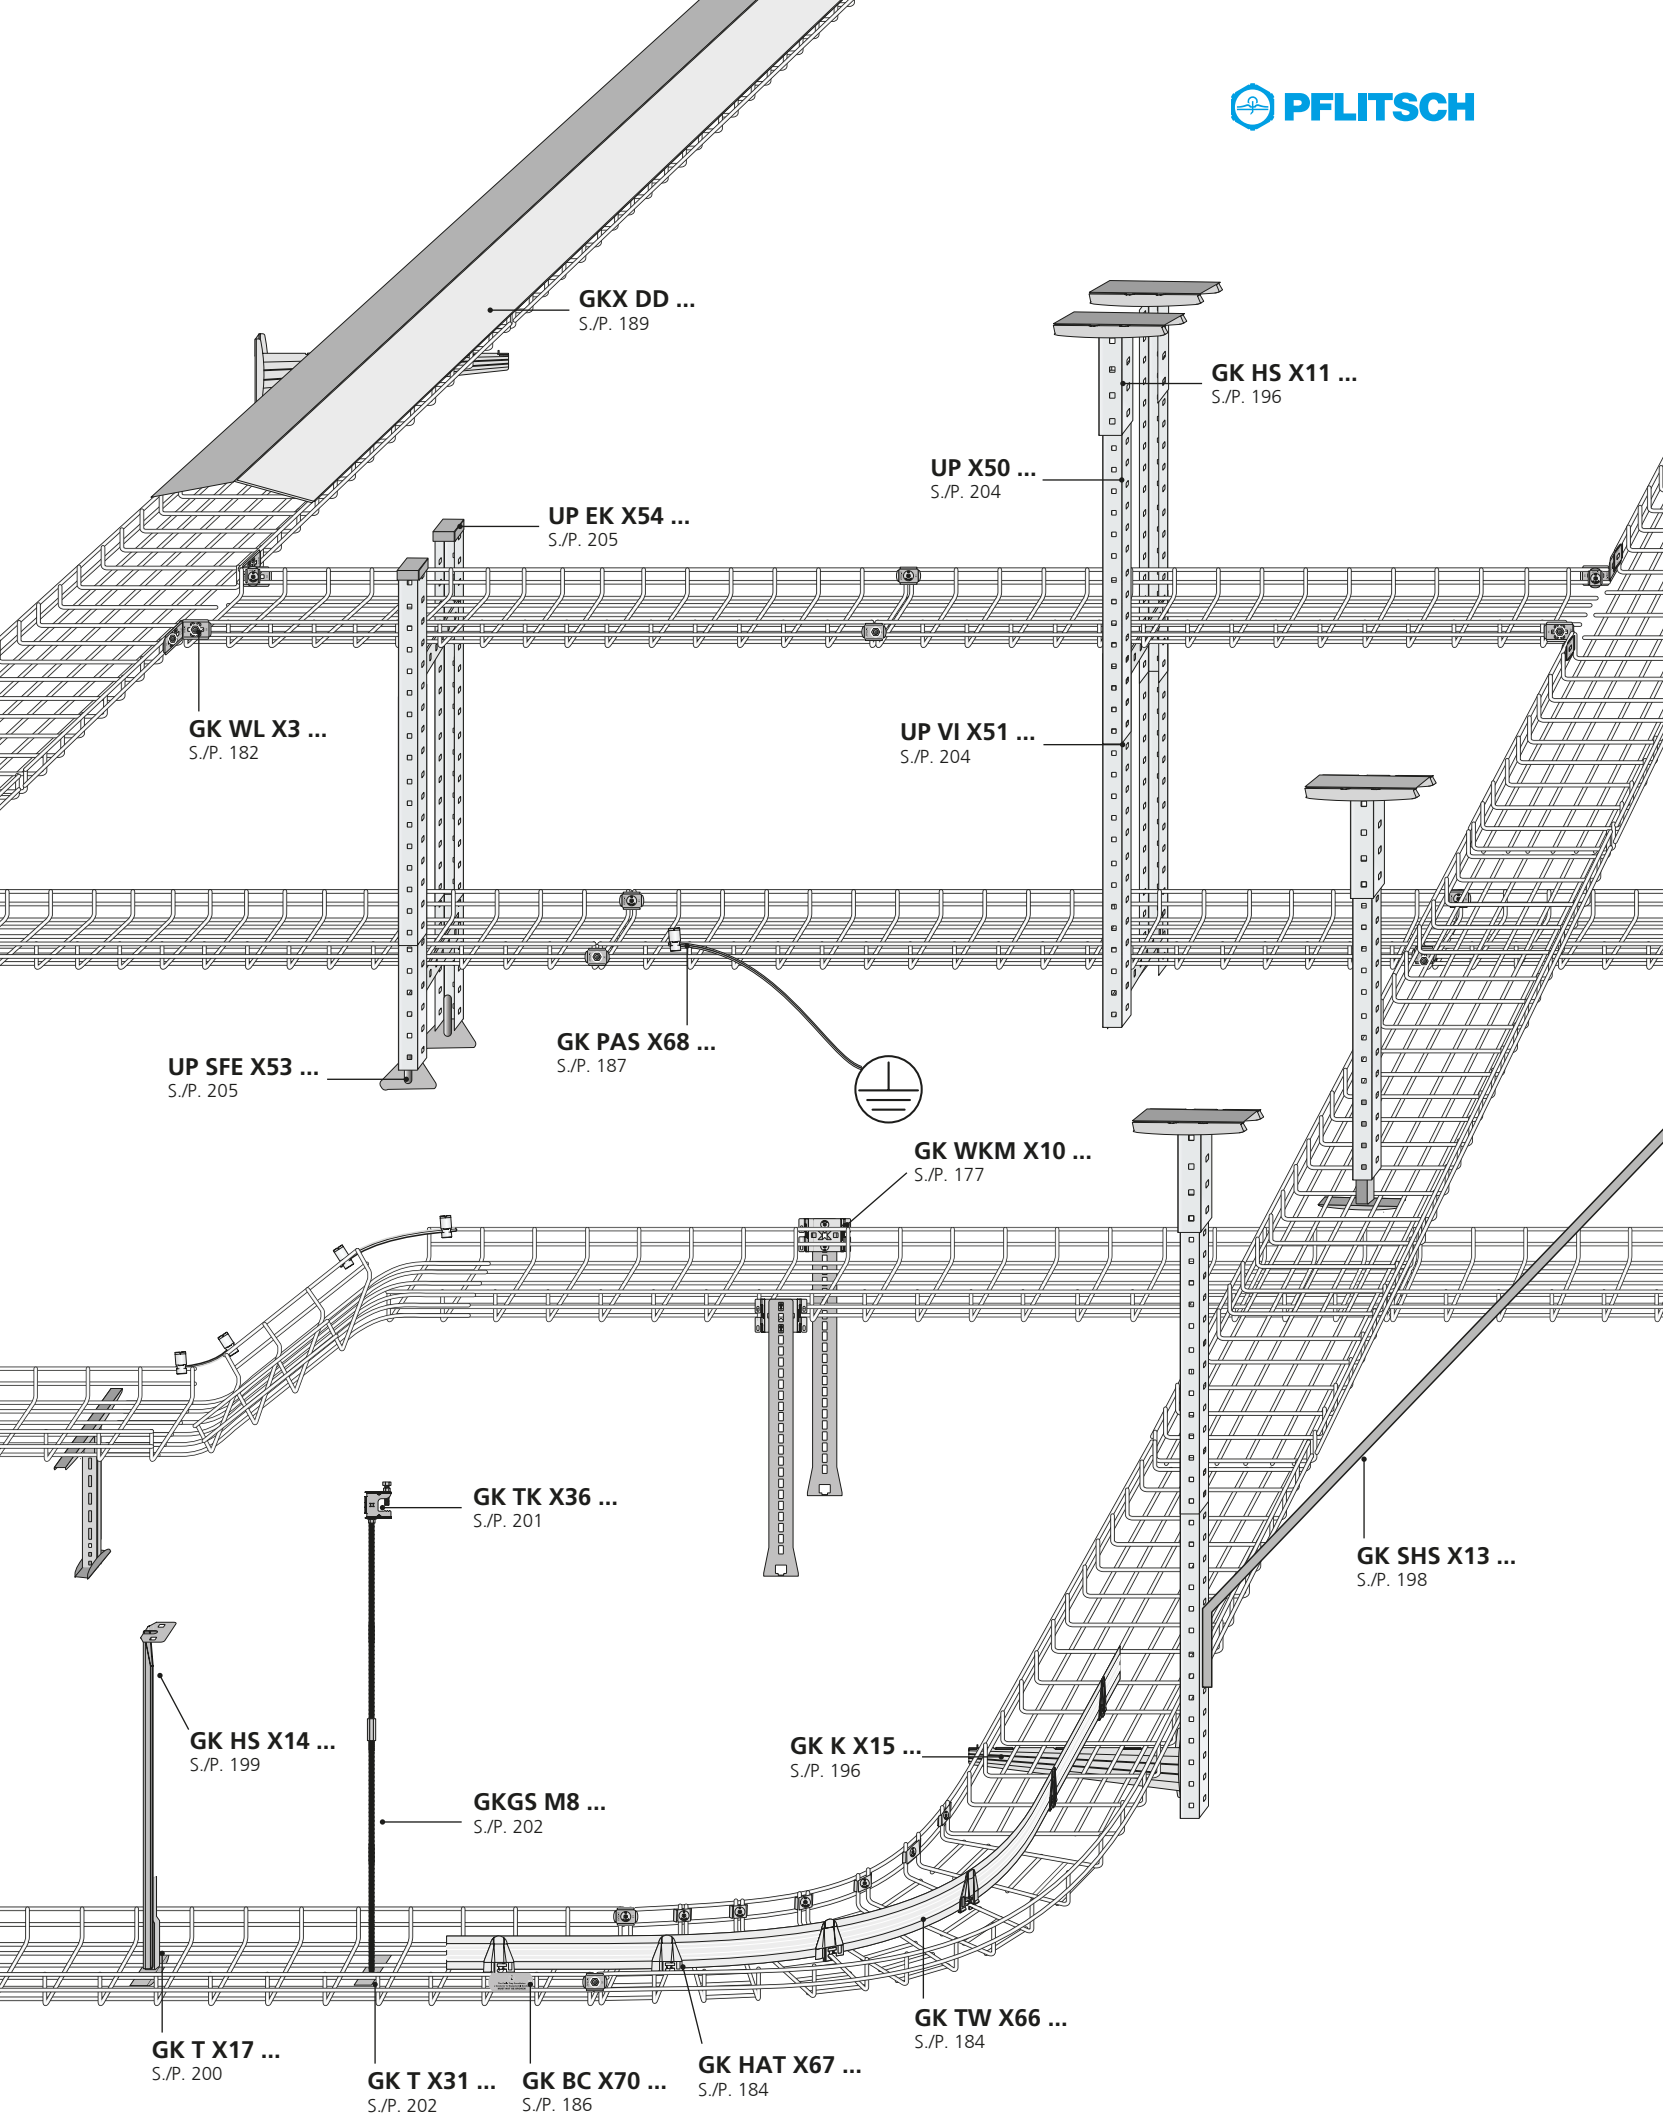 PFLITSCH
GKX DD ...
S./P. 189
GK HS X11 ...
S./P. 196
UP X50 ...
S./P. 204
UP EK X54 ...
S./P. 205
GK WL X3 ...
S./P. 182
UP VI X51 ...
S./P. 204
GK PAS X68 ...
S./P. 187
UP SFE X53 ...
S./P. 205
GK WKM X10 ...
S./P. 177
GK TK X36 ...
S./P. 201
GK SHS X13 ...
S./P. 198
GK HS X14 ...
S./P. 199
GK K X15 ...
S./P. 196
GKGS M8 ...
S./P. 202
GK TW X66 ...
S./P. 184
GK T X17 ...
S./P. 200
GK HAT X67 ...
S./P. 184
GK T X31 ...
S./P. 202
GK BC X70 ...
S./P. 186